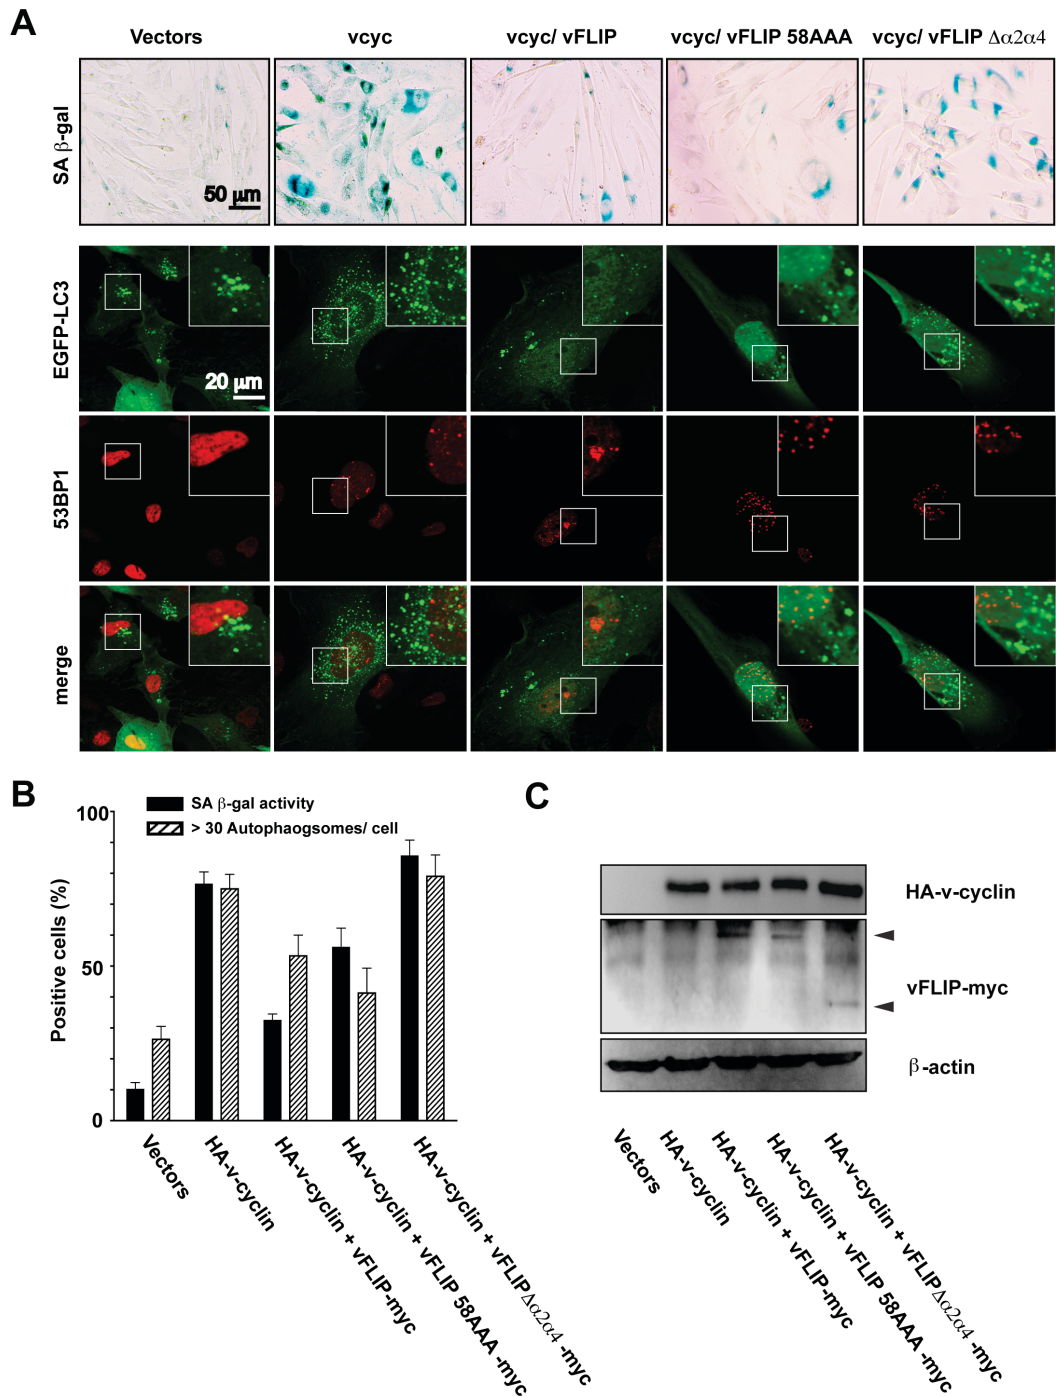 A
Vectors
vcyc
vcyc/ vFLIP
vcyc/ vFLIP 58AAA
vcyc/ vFLIP Δα2α4
SA β-gal
50 μm
EGFP-LC3
20 μm
53BP1
merge
B
SA β-gal activity
> 30 Autophaogsomes/ cell
Positive cells (%)
100
50
0
Vectors
HA-v-cyclin
HA-v-cyclin + vFLIP-myc
HA-v-cyclin + vFLIP 58AAA -myc
HA-v-cyclin + vFLIPΔα2α4 -myc
C
HA-v-cyclin
vFLIP-myc
β-actin
Vectors
HA-v-cyclin
HA-v-cyclin + vFLIP-myc
HA-v-cyclin + vFLIP 58AAA -myc
HA-v-cyclin + vFLIPΔα2α4 -myc